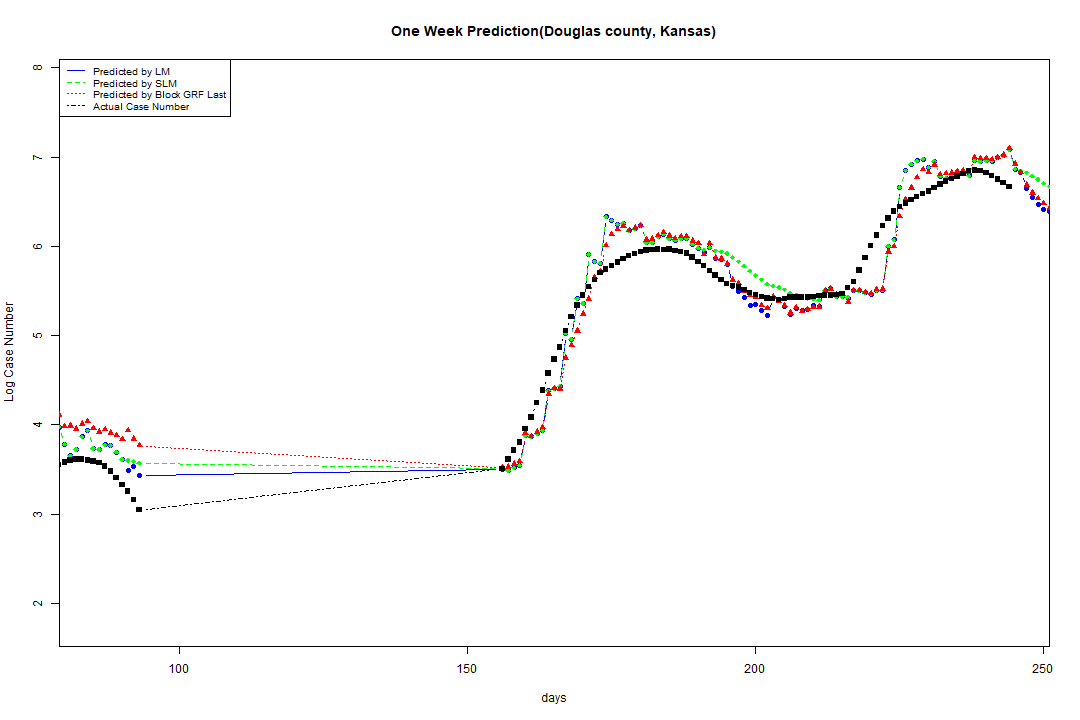 One Week Prediction(Douglas county, Kansas)
Predicted by LM
Predicted by SLM
Predicted by Block GRF Last
Actual Case Number
8
7
6
5
4
3
2
Log Case Number
100 150 200 250
days